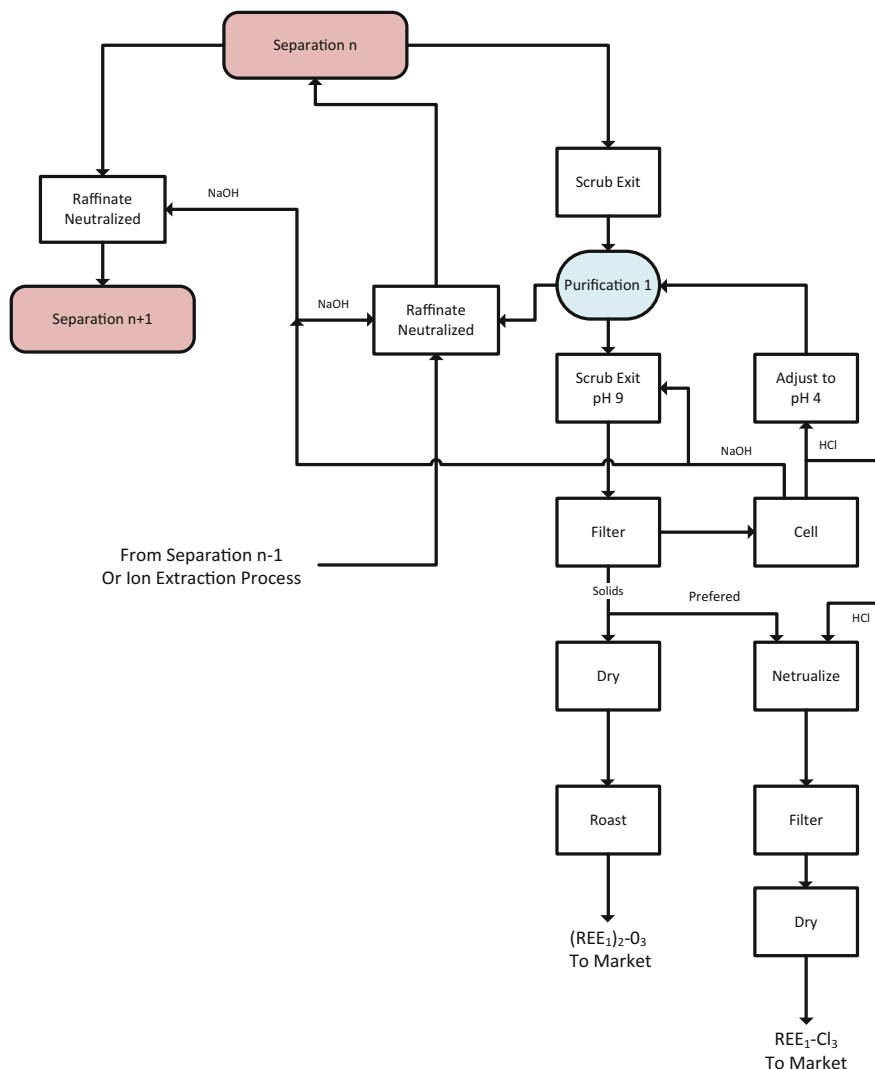 Separation n
Scrub Exit
Raffinate
Neutralized
NaOH
Separation n+1
NaOH
Raffinate
Neutralized
Purification 1
Scrub Exit
pH 9
Adjust to
pH 4
HCl
NaOH
Filter
Cell
From Separation n-1
Or Ion Extraction Process
Solids
Prefered
HCl
Dry
Netrualize
Roast
Filter
(REE₁)₂-0₃
To Market
Dry
REE₁-Cl₃
To Market